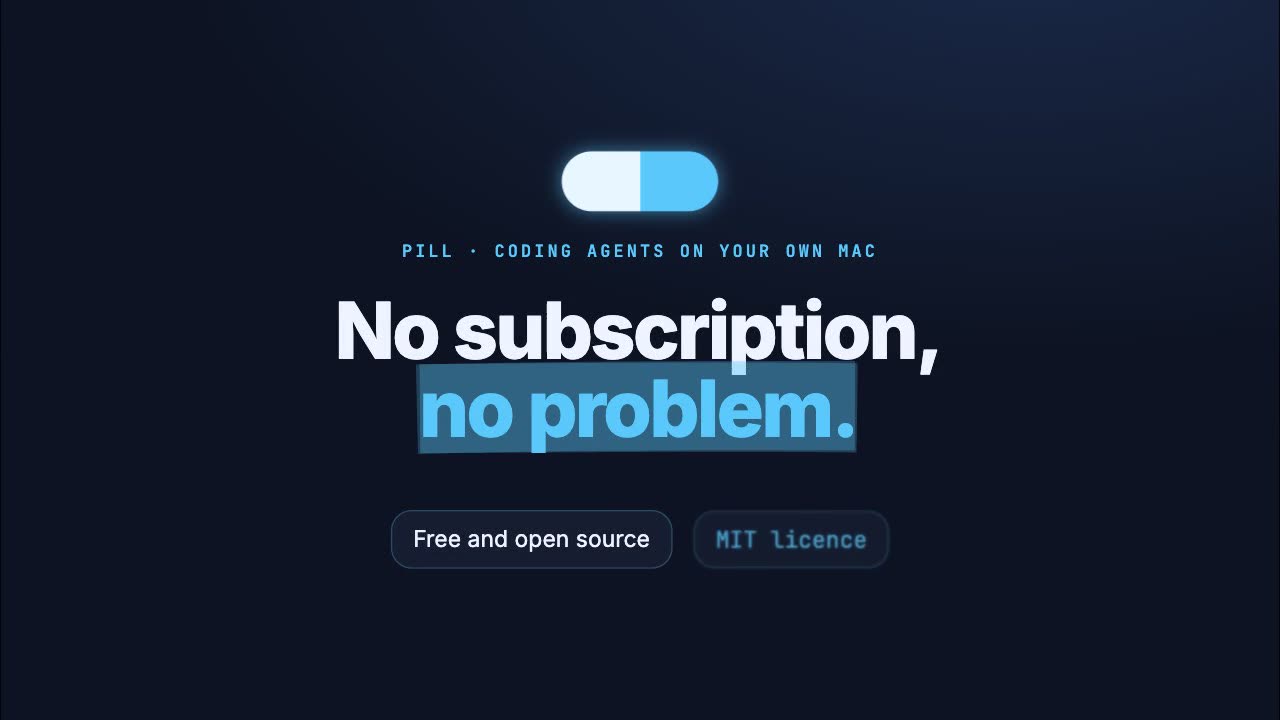 PILL · CODING AGENTS ON YOUR OWN MAC
No subscription,
no problem.
Free and open source
MIT licence